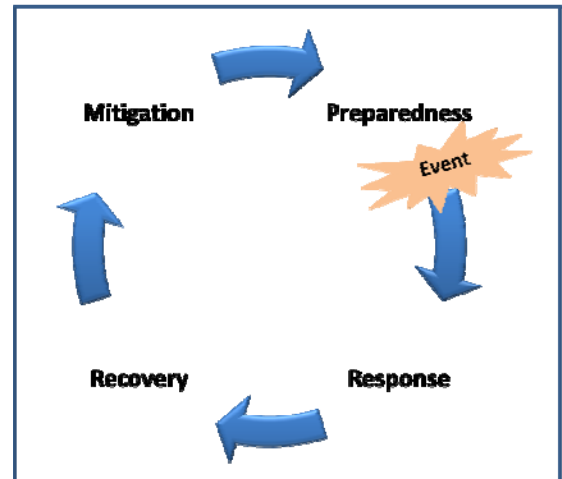 Mitigation
Preparedness
Event
Recovery
Response